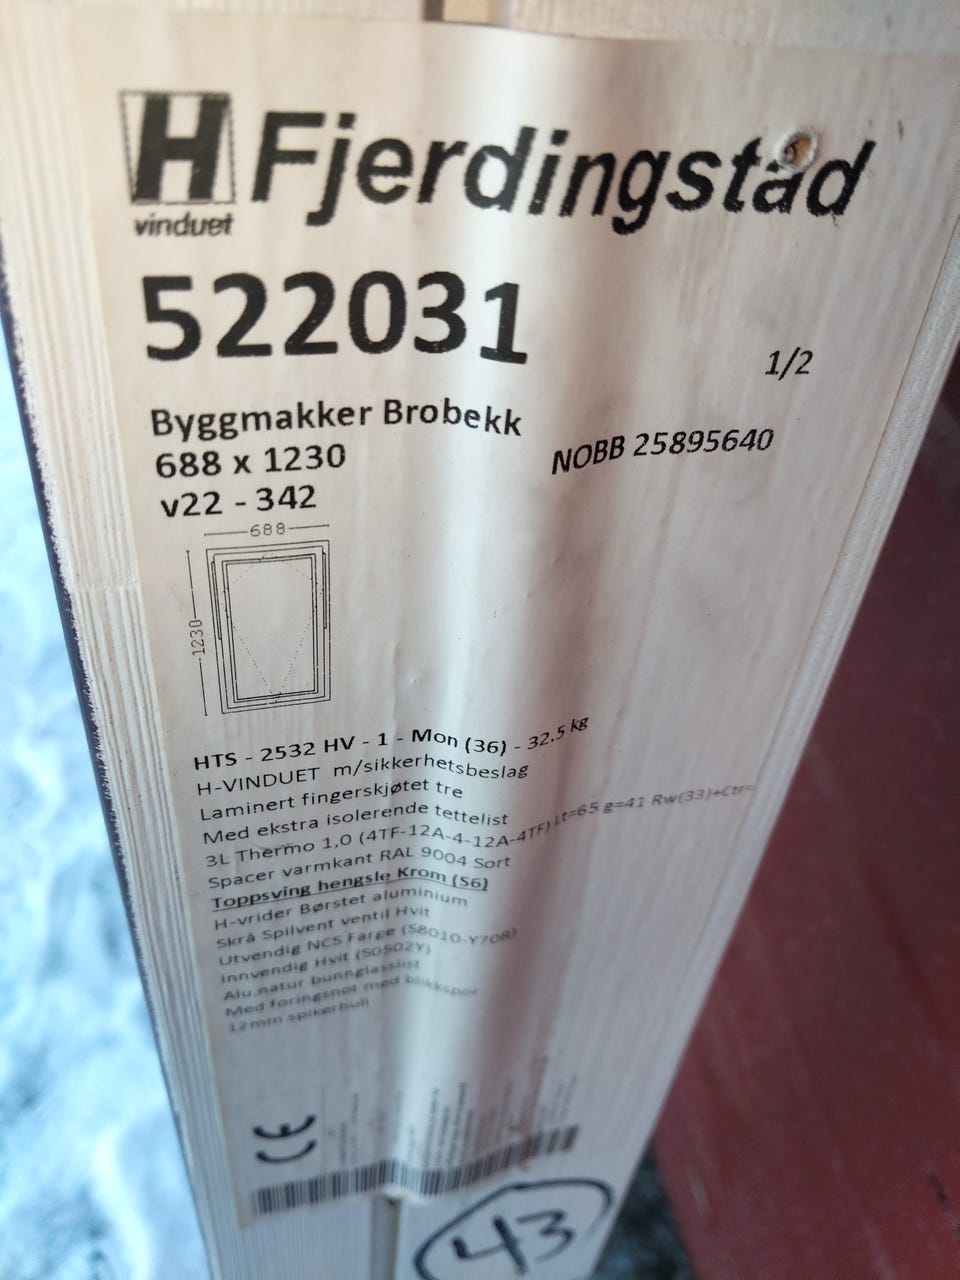 H Fjerdingstad
vinduet
522031
1/2
Byggmakker Brobekk
688 x 1230
NOBB 25895640
v22 - 342
688
1230
HTS - 2532 HV - 1 - Mon (36) - 32.5 kg
H-VINDUET m/sikkerhetsbeslag
Laminert fingerskjøtet tre
Med ekstra isolerende tettelist
3L Thermo 1,0 (4TF-12A-4-12A-4TF) Lt=65 g=41 Rw(33)+Ctr=
Spacer varmkant RAL 9004 Sort
Toppsving hengsle Krom (S6)
H-vrider Børstet aluminium
Skrå Spilvent ventil Hvit
Utvendig NCS Farge (S8010-Y70R)
Innvendig Hvit (S0502Y)
Alu.natur bunnglasslist
Med foringsnot med blikkspor
12mm spikerhull
CE
43